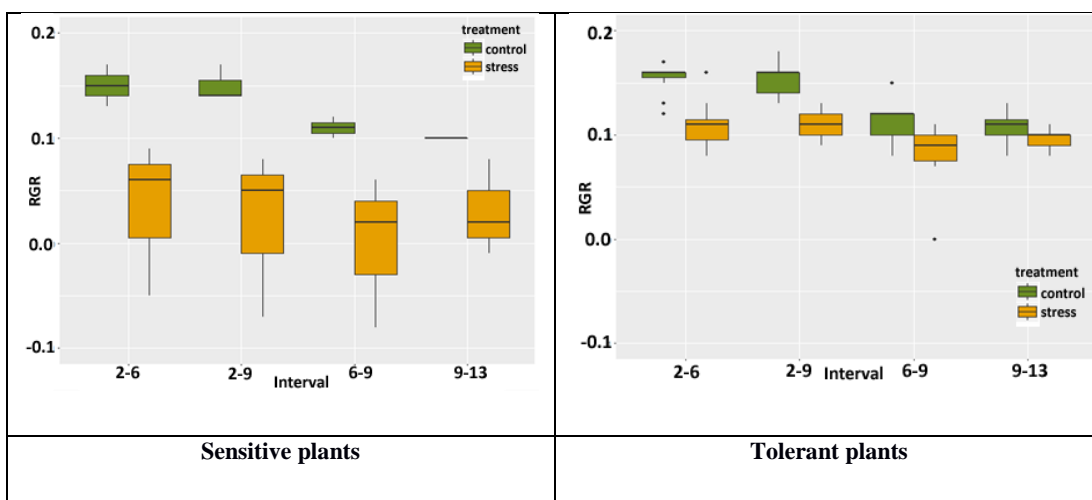 0.2
0.1
0.0
-0.1
RGR
treatment
control
stress
2-6
2-9
6-9
9-13
Interval
Sensitive plants
0.2
0.1
0.0
-0.1
RGR
treatment
control
stress
2-6
2-9
Interval
6-9
9-13
Tolerant plants